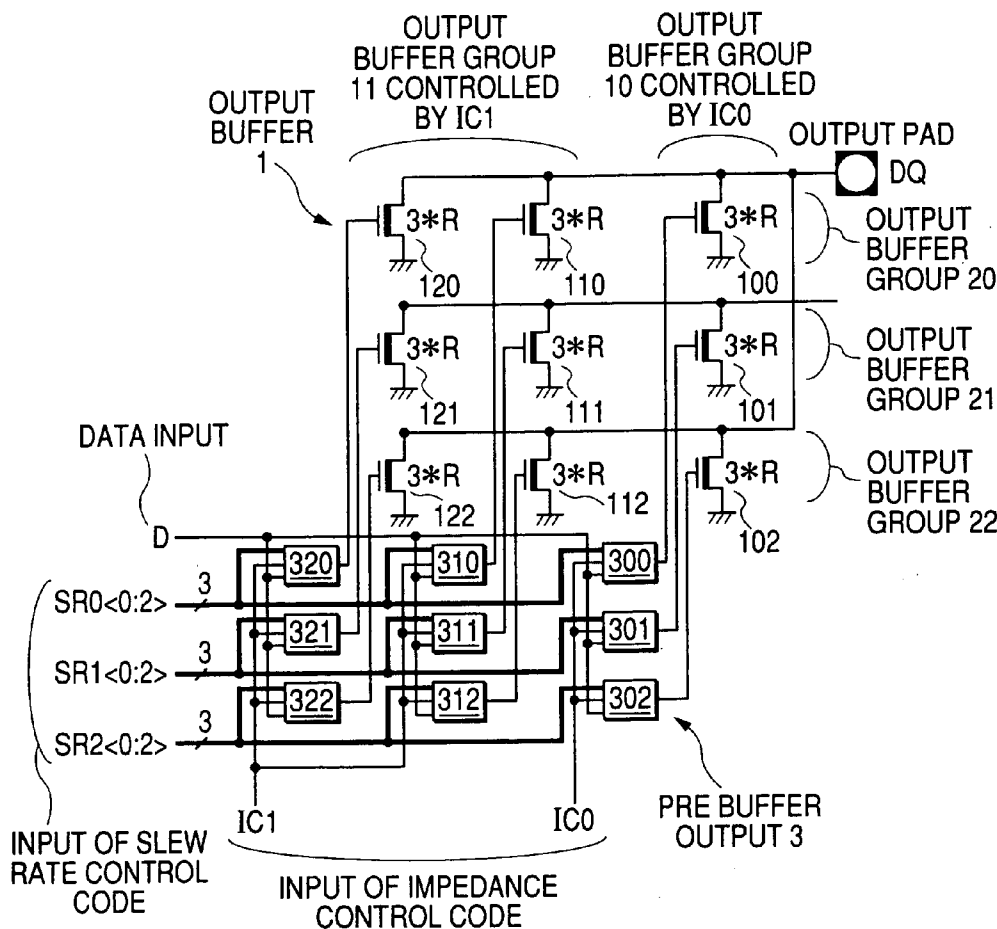 OUTPUT
BUFFER GROUP
11 CONTROLLED
BY IC1
OUTPUT
BUFFER GROUP
10 CONTROLLED
BY IC0
OUTPUT
BUFFER
1
OUTPUT PAD
DQ
3*R
120
3*R
110
3*R
100
OUTPUT
BUFFER
GROUP 20
3*R
121
3*R
111
3*R
101
OUTPUT
BUFFER
GROUP 21
3*R
122
3*R
112
3*R
102
OUTPUT
BUFFER
GROUP 22
DATA INPUT
D
320
310
300
SR0<0:2>
3
321
311
301
SR1<0:2>
3
322
312
302
SR2<0:2>
3
IC1
IC0
PRE BUFFER
OUTPUT 3
INPUT OF SLEW
RATE CONTROL
CODE
INPUT OF IMPEDANCE
CONTROL CODE